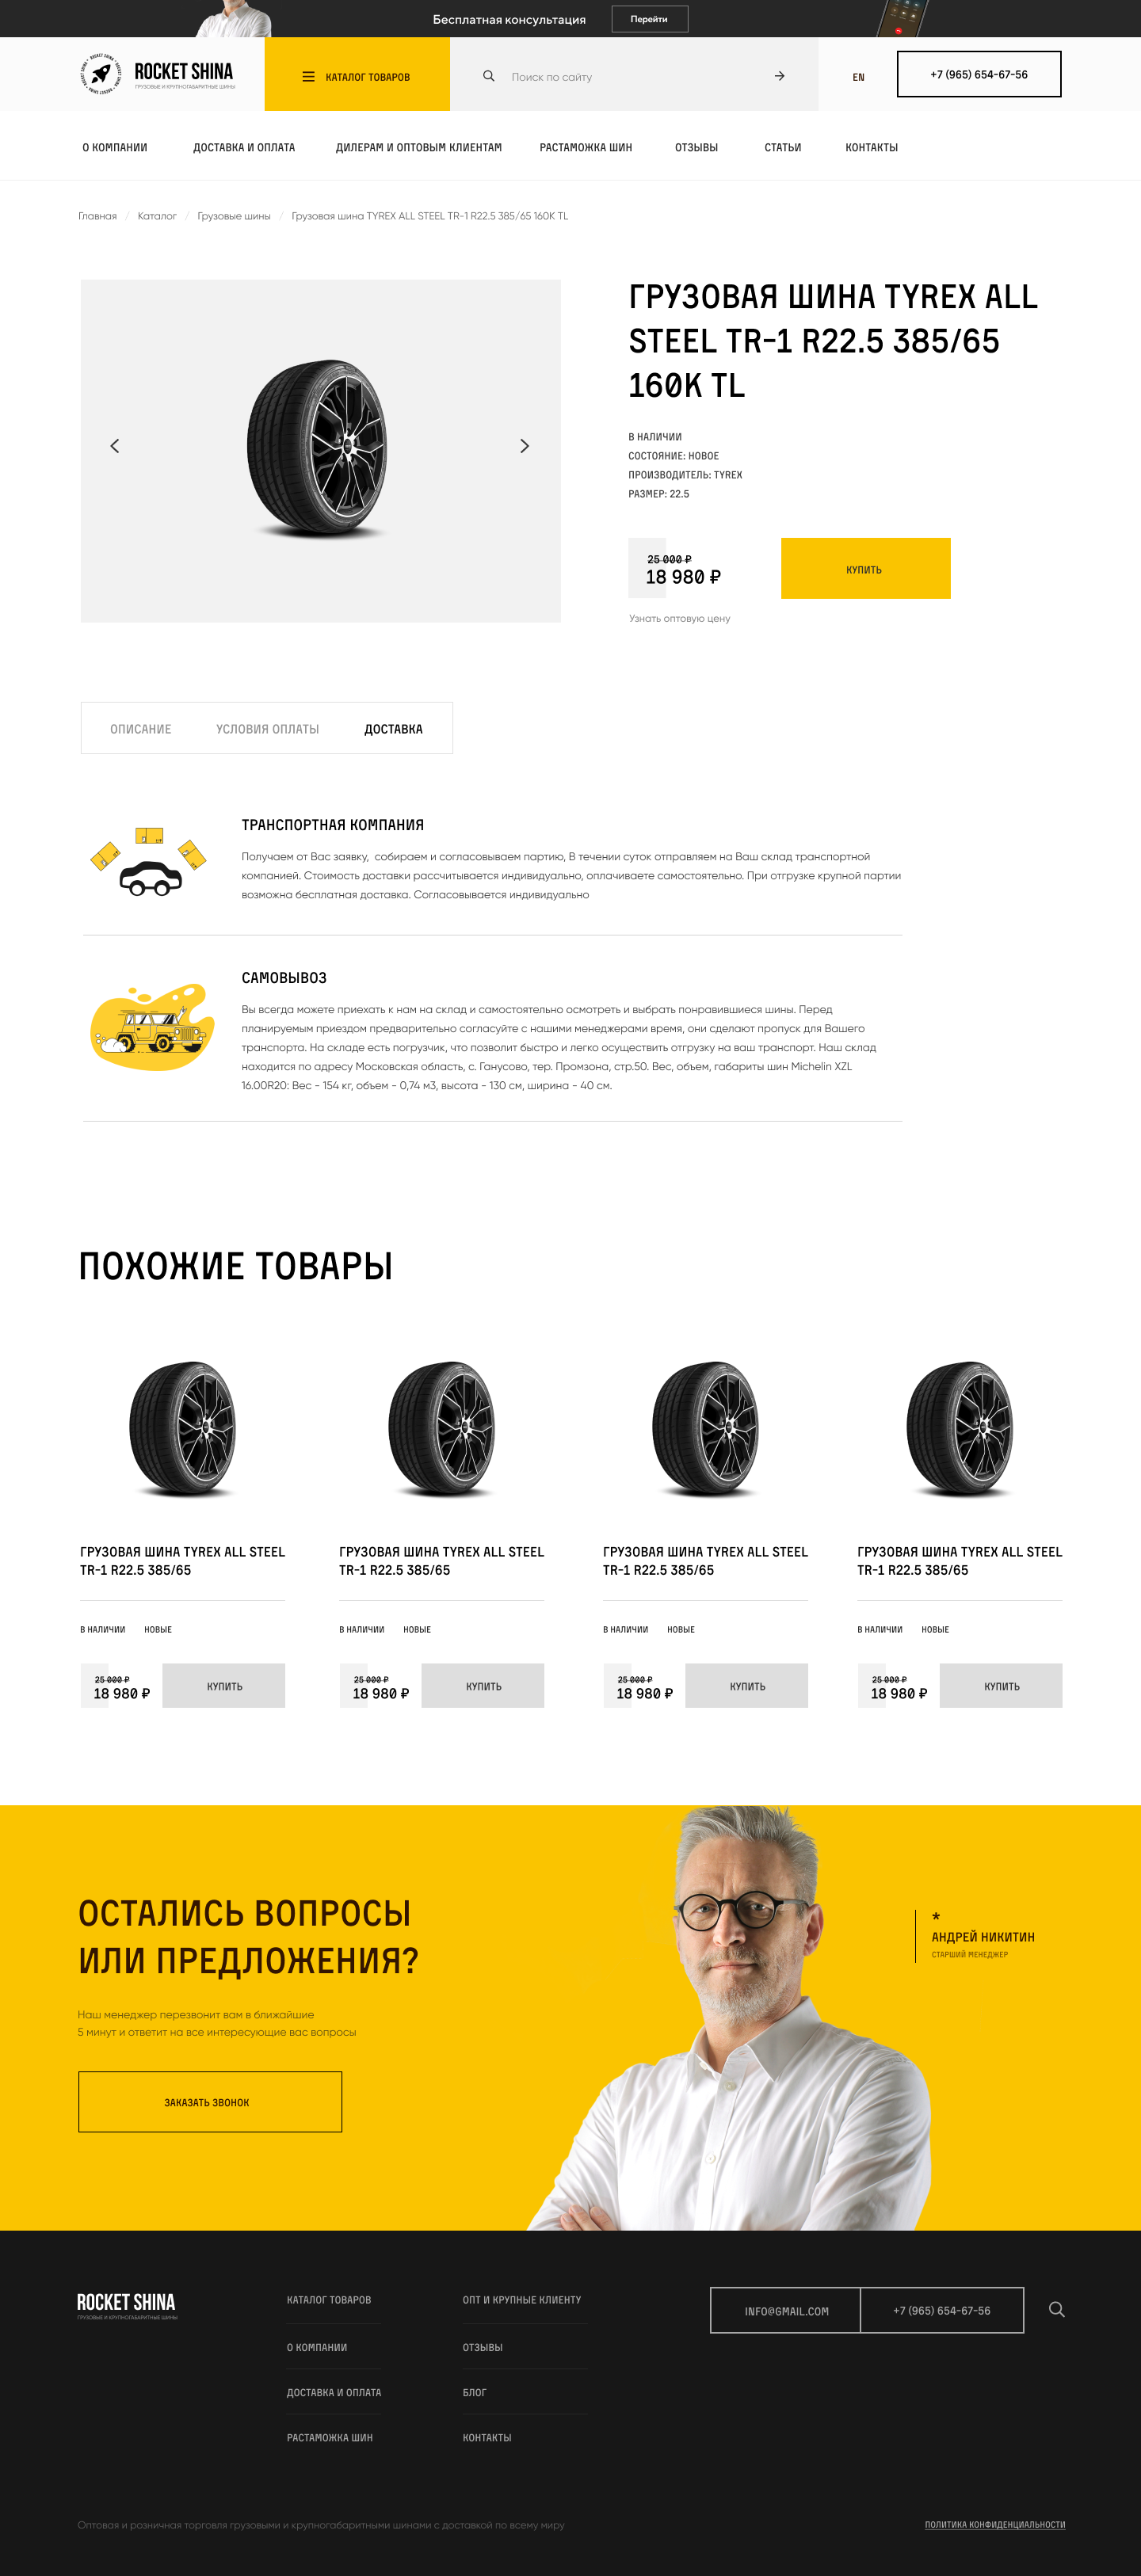 Бесплатная консультация
Перейти
ROCKET SHINA
ГРУЗОВЫЕ И КРУПНОГАБАРИТНЫЕ ШИНЫ
КАТАЛОГ ТОВАРОВ
Поиск по сайту
EN
+7 (965) 654-67-56
О КОМПАНИИ
ДОСТАВКА И ОПЛАТА
ДИЛЕРАМ И ОПТОВЫМ КЛИЕНТАМ
РАСТАМОЖКА ШИН
ОТЗЫВЫ
СТАТЬИ
КОНТАКТЫ
Главная / Каталог / Грузовые шины / Грузовая шина TYREX ALL STEEL TR-1 R22.5 385/65 160K TL
ГРУЗОВАЯ ШИНА TYREX ALL
STEEL TR-1 R22.5 385/65
160K TL
В НАЛИЧИИ
СОСТОЯНИЕ: НОВОЕ
ПРОИЗВОДИТЕЛЬ: TYREX
РАЗМЕР: 22.5
25 000 ₽
18 980 ₽
КУПИТЬ
Узнать оптовую цену
ОПИСАНИЕ
УСЛОВИЯ ОПЛАТЫ
ДОСТАВКА
ТРАНСПОРТНАЯ КОМПАНИЯ
Получаем от Вас заявку, собираем и согласовываем партию, В течении суток отправляем на Ваш склад транспортной
компанией. Стоимость доставки рассчитывается индивидуально, оплачиваете самостоятельно. При отгрузке крупной партии
возможна бесплатная доставка. Согласовывается индивидуально
САМОВЫВОЗ
Вы всегда можете приехать к нам на склад и самостоятельно осмотреть и выбрать понравившиеся шины. Перед
планируемым приездом предварительно согласуйте с нашими менеджерами время, они сделают пропуск для Вашего
транспорта. На складе есть погрузчик, что позволит быстро и легко осуществить отгрузку на ваш транспорт. Наш склад
находится по адресу Московская область, с. Ганусово, тер. Промзона, стр.50. Вес, объем, габариты шин Michelin XZL
16.00R20: Вес - 154 кг, объем - 0,74 м3, высота - 130 см, ширина - 40 см.
ПОХОЖИЕ ТОВАРЫ
ГРУЗОВАЯ ШИНА TYREX ALL STEEL
TR-1 R22.5 385/65
В НАЛИЧИИ
НОВЫЕ
25 000 ₽
18 980 ₽
КУПИТЬ
ГРУЗОВАЯ ШИНА TYREX ALL STEEL
TR-1 R22.5 385/65
В НАЛИЧИИ
НОВЫЕ
25 000 ₽
18 980 ₽
КУПИТЬ
ГРУЗОВАЯ ШИНА TYREX ALL STEEL
TR-1 R22.5 385/65
В НАЛИЧИИ
НОВЫЕ
25 000 ₽
18 980 ₽
КУПИТЬ
ГРУЗОВАЯ ШИНА TYREX ALL STEEL
TR-1 R22.5 385/65
В НАЛИЧИИ
НОВЫЕ
25 000 ₽
18 980 ₽
КУПИТЬ
ОСТАЛИСЬ ВОПРОСЫ
ИЛИ ПРЕДЛОЖЕНИЯ?
Наш менеджер перезвонит вам в ближайшие
5 минут и ответит на все интересующие вас вопросы
ЗАКАЗАТЬ ЗВОНОК
*
АНДРЕЙ НИКИТИН
СТАРШИЙ МЕНЕДЖЕР
ROCKET SHINA
ГРУЗОВЫЕ И КРУПНОГАБАРИТНЫЕ ШИНЫ
КАТАЛОГ ТОВАРОВ
О КОМПАНИИ
ДОСТАВКА И ОПЛАТА
РАСТАМОЖКА ШИН
ОПТ И КРУПНЫЕ КЛИЕНТУ
ОТЗЫВЫ
БЛОГ
КОНТАКТЫ
INFO@GMAIL.COM
+7 (965) 654-67-56
Оптовая и розничная торговля грузовыми и крупногабаритными шинами с доставкой по всему миру
ПОЛИТИКА КОНФИДЕНЦИАЛЬНОСТИ